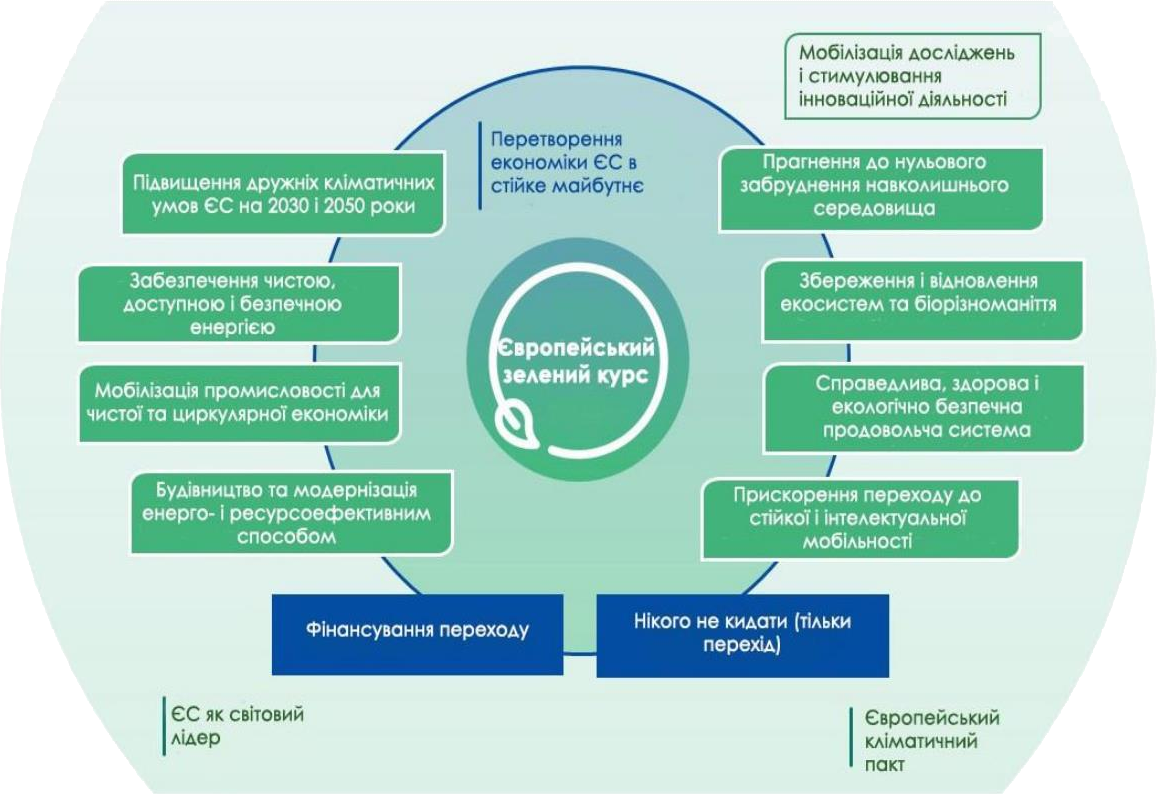 Мобілізація досліджень
і стимулювання
інноваційної діяльності
Перетворення
економіки ЄС в
стійке майбутнє
Підвищення дружніх кліматичних
умов ЄС на 2030 і 2050 роки
Прагнення до нульового
забруднення навколишнього
середовища
Забезпечення чистою,
доступною і безпечною
енергією
Збереження і відновлення
екосистем та біорізноманіття
Європейський
зелений курс
Мобілізація промисловості для
чистої та циркулярної економіки
Справедлива, здорова і
екологічно безпечна
продовольча система
Будівництво та модернізація
енерго- і ресурсоефективним
способом
Прискорення переходу до
стійкої і інтелектуальної
мобільності
Фінансування переходу
Нікого не кидати (тільки
перехід)
ЄС як світовий
лідер
Європейський
кліматичний
пакт